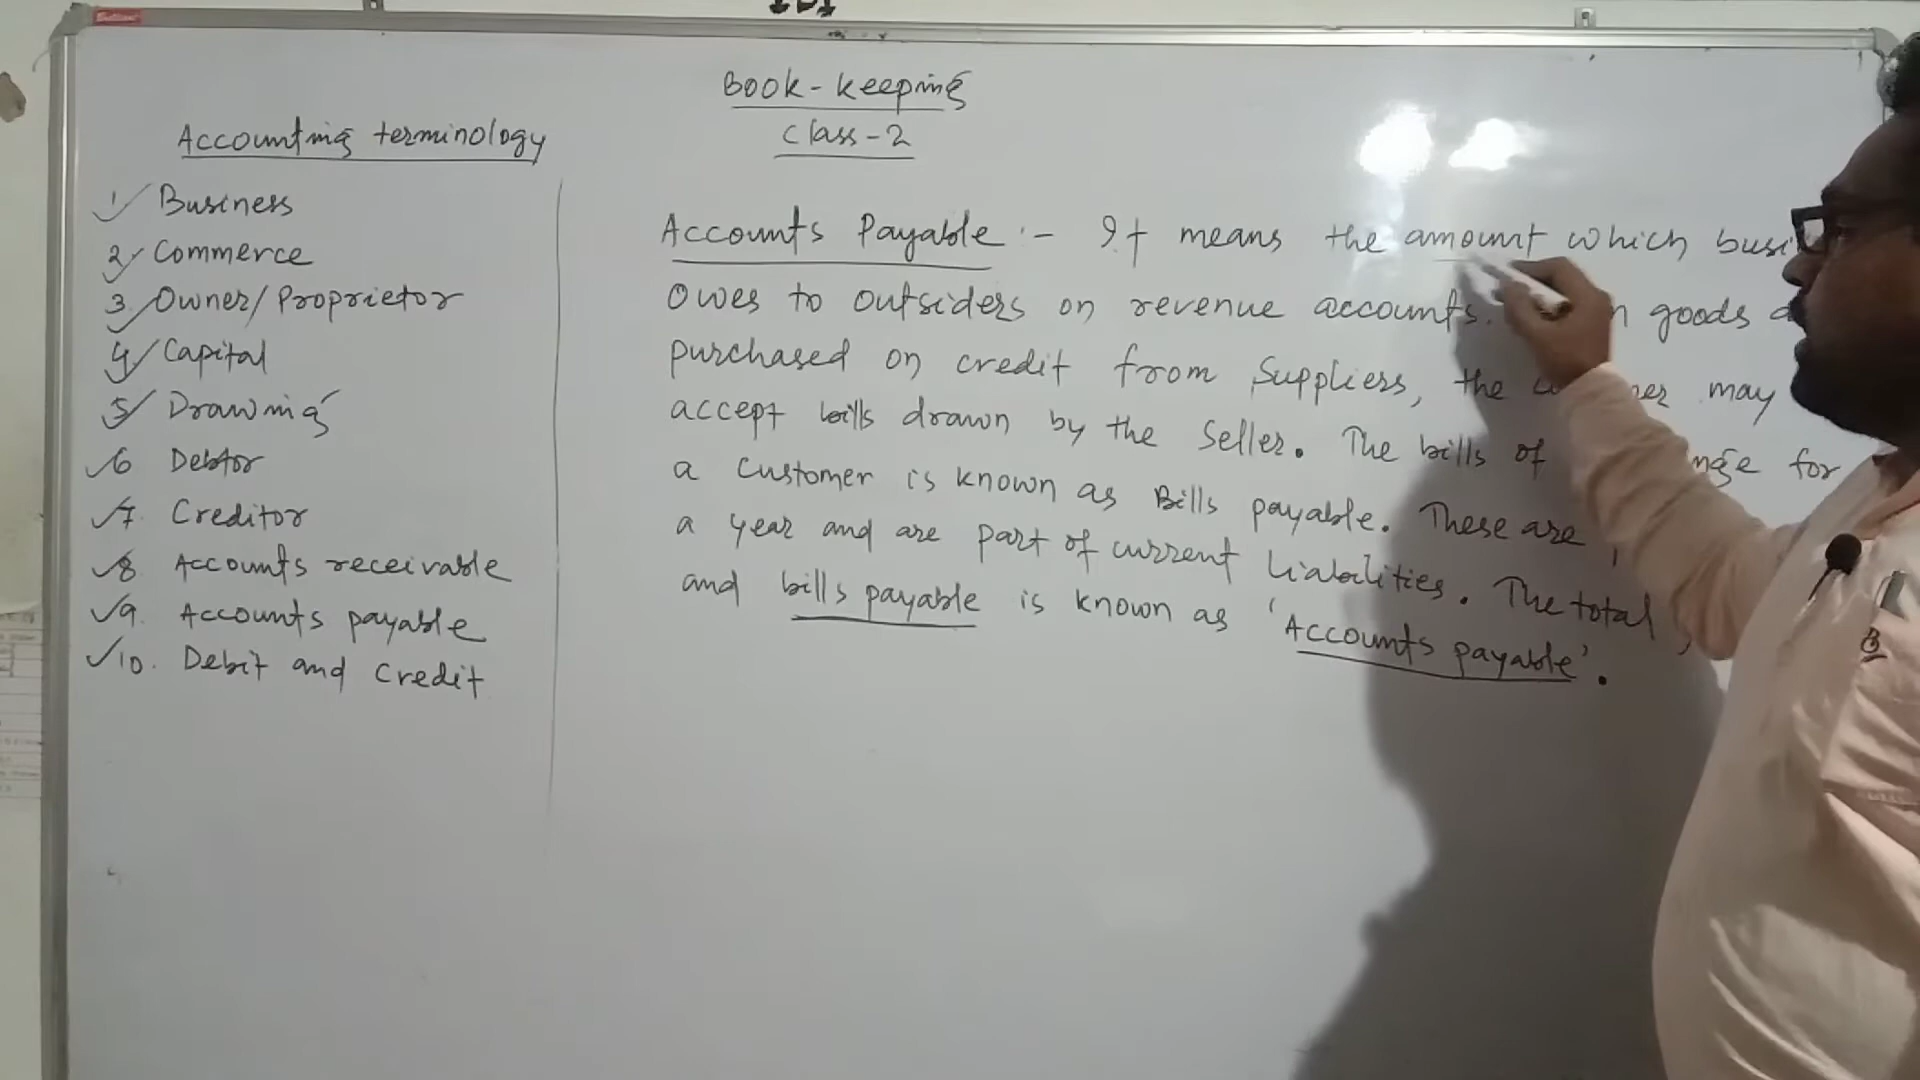 Book-keeping
Class-2
Accounting terminology
1 Business
2 Commerce
3. Owner/Proprietor
4 Capital
5 Drawing
6 Debtor
7. Creditor
8 Accounts receivable
9. Accounts payable
10. Debit and credit
Accounts Payable :- It means the amount which
owes to outsiders on revenue accounts. goods
purchased on credit from Suppliers, the may
accept bills drawn by the Seller. The bills of for
a customer is known as Bills payable. These are
a year and are part of current liabilities. The total
and bills payable is known as 'Accounts payable'.